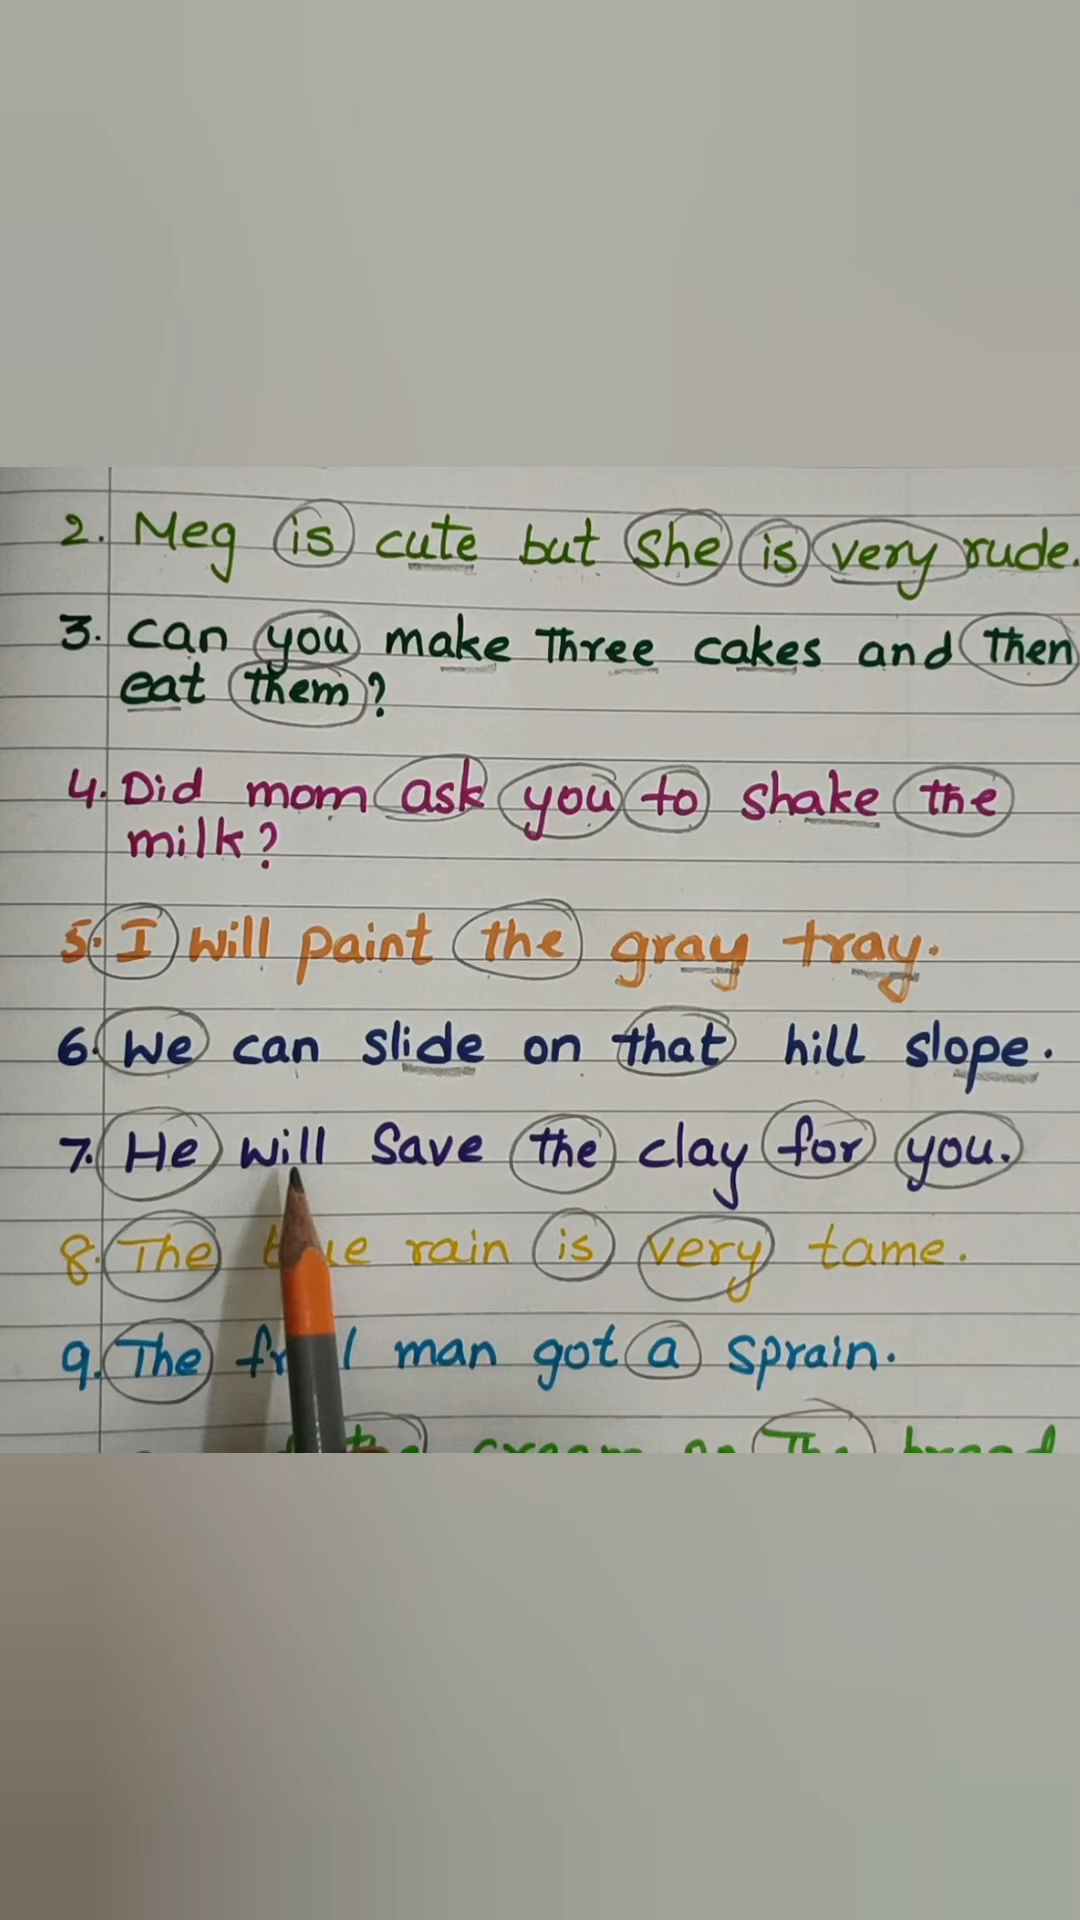 2. Meg is cute but she is very rude.
3. can you make three cakes and then
eat them?
4. Did mom ask you to shake the
milk?
5. I will paint the gray tray.
6. We can slide on that hill slope.
7. He will save the clay for you.
8. The rain is very tame.
9. The man got a sprain.